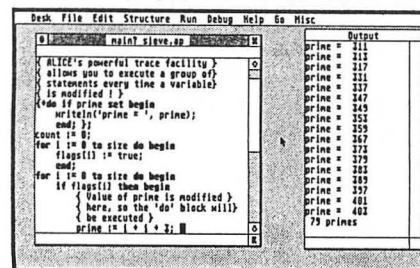 Desk File Edit Structure Run Debug Help Go Misc
main? sieve.ap
{ ALICE's powerful trace facility }
{ allows you to execute a group of}
{ statements every time a variable}
{ is modified ! }
{*do if prime set begin
writeln('prime = ', prime);
end; };
count := 0;
for i := 0 to size do begin
flags[i] := true;
end;
for i := 0 to size do begin
if flags[i] then begin
{ Value of prime is modified }
{ here, so the 'do' block will}
{ be executed }
prime := i + i + 3;
Output
prime = 311
prime = 313
prime = 317
prime = 331
prime = 337
prime = 347
prime = 349
prime = 353
prime = 359
prime = 367
prime = 373
prime = 379
prime = 383
prime = 389
prime = 397
prime = 401
prime = 403
79 primes